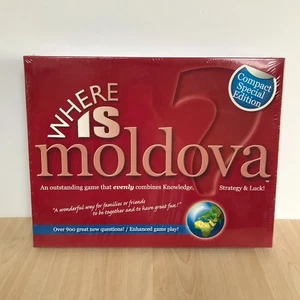 Compact
Special
Edition
WHERE
IS
moldova
An outstanding game that evenly combines Knowledge, Strategy & Luck!
"A wonderful way for families or friends
to be together and to have great fun!"
Over 900 great new questions! / Enhanced game play!
?